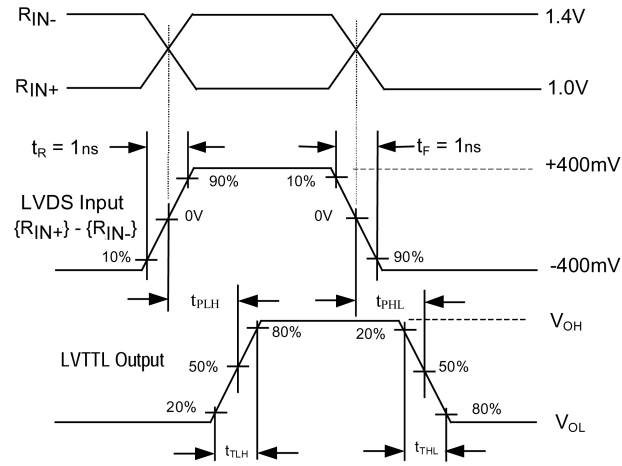 RIN-
1.4V
RIN+
1.0V
tR = 1ns
tF = 1ns
+400mV
90%
10%
LVDS Input
0V
0V
{RIN+} - {RIN-}
10%
90%
-400mV
tPLH
tPHL
VOH
80%
20%
LVTTL Output
50%
50%
20%
80%
VOL
tTLH
tTHL